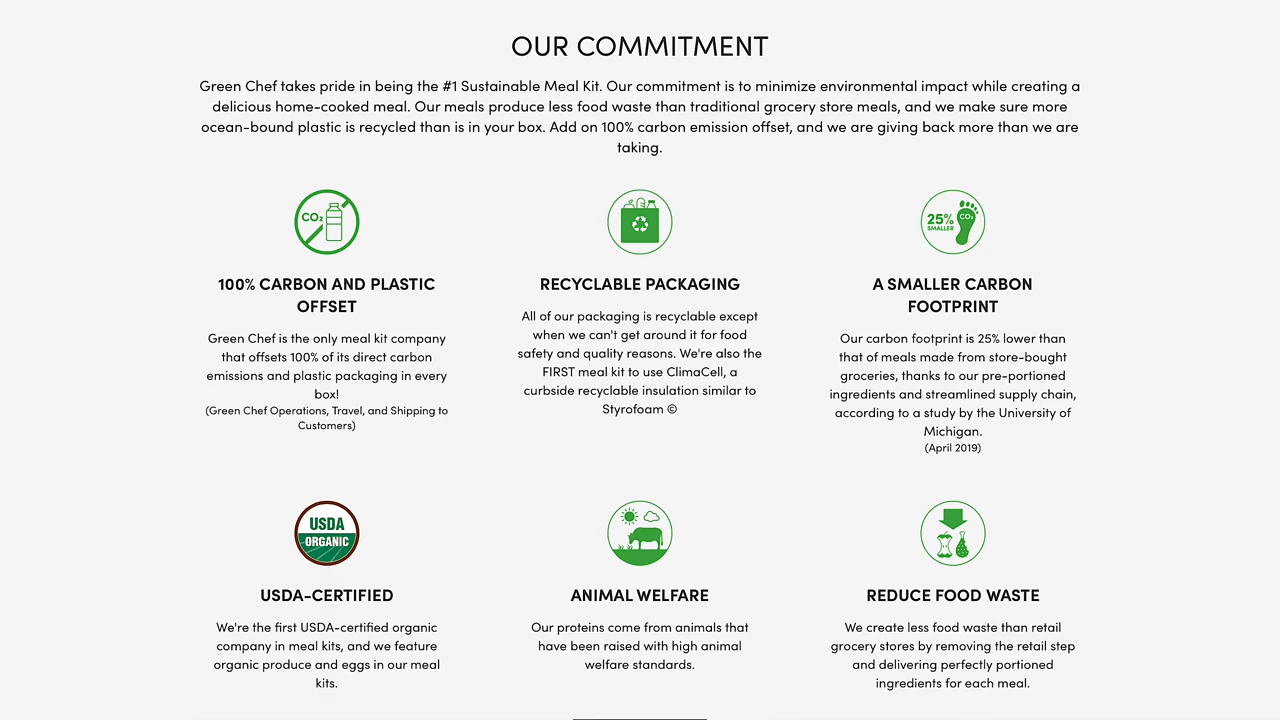 OUR COMMITMENT
Green Chef takes pride in being the #1 Sustainable Meal Kit. Our commitment is to minimize environmental impact while creating a
delicious home-cooked meal. Our meals produce less food waste than traditional grocery store meals, and we make sure more
ocean-bound plastic is recycled than is in your box. Add on 100% carbon emission offset, and we are giving back more than we are
taking.
CO₂
100% CARBON AND PLASTIC
OFFSET
Green Chef is the only meal kit company
that offsets 100% of its direct carbon
emissions and plastic packaging in every
box!
(Green Chef Operations, Travel, and Shipping to
Customers)
RECYCLABLE PACKAGING
All of our packaging is recyclable except
when we can't get around it for food
safety and quality reasons. We're also the
FIRST meal kit to use ClimaCell, a
curbside recyclable insulation similar to
Styrofoam ©
25%
SMALLER
CO₂
A SMALLER CARBON
FOOTPRINT
Our carbon footprint is 25% lower than
that of meals made from store-bought
groceries, thanks to our pre-portioned
ingredients and streamlined supply chain,
according to a study by the University of
Michigan.
(April 2019)
USDA
ORGANIC
USDA-CERTIFIED
We're the first USDA-certified organic
company in meal kits, and we feature
organic produce and eggs in our meal
kits.
ANIMAL WELFARE
Our proteins come from animals that
have been raised with high animal
welfare standards.
REDUCE FOOD WASTE
We create less food waste than retail
grocery stores by removing the retail step
and delivering perfectly portioned
ingredients for each meal.